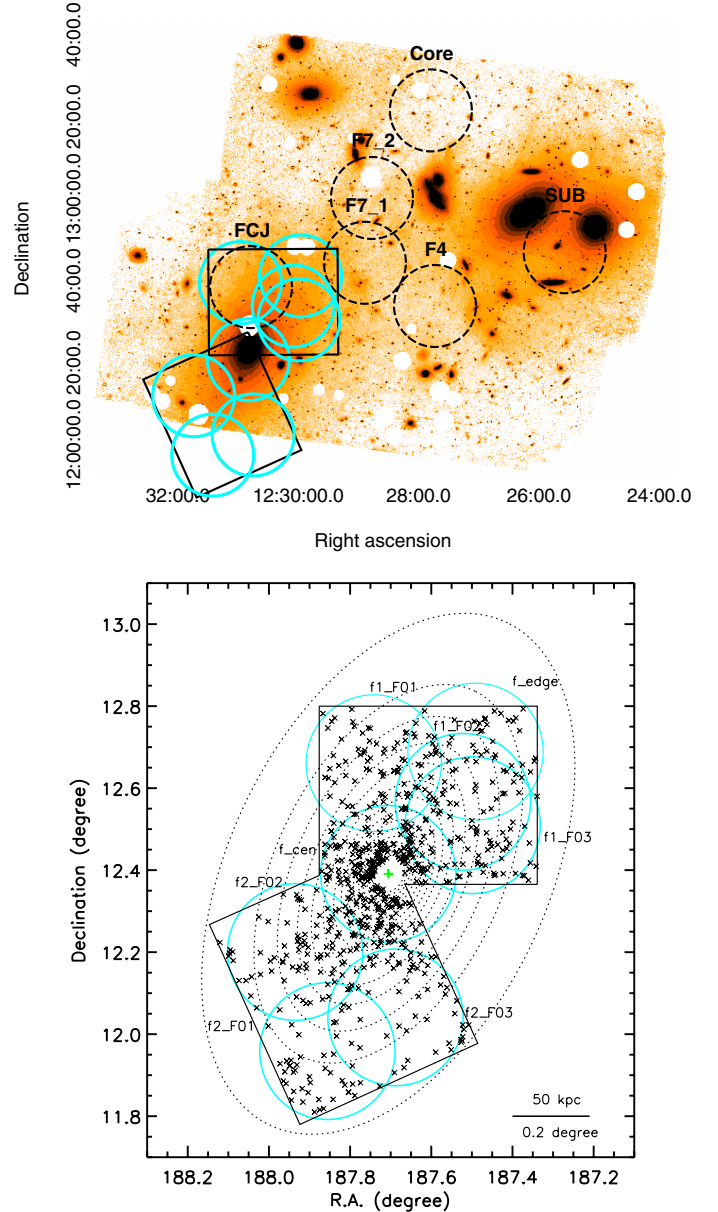 40:00.0
20:00.0
13:00:00.0
40:00.0
20:00.0
12:00:00.0
Declination
Core
F7_2
F7_1
SUB
FCJ
F4
32:00.0
12:30:00.0
28:00.0
26:00.0
24:00.0
Right ascension
13.0
12.8
12.6
12.4
12.2
12.0
11.8
Declination (degree)
f1_F01
f_edge
f1_F02
f1_F03
f_cen
f2_F02
f2_F01
f2_F03
50 kpc
0.2 degree
188.2
188.0
187.8
187.6
187.4
187.2
R.A. (degree)